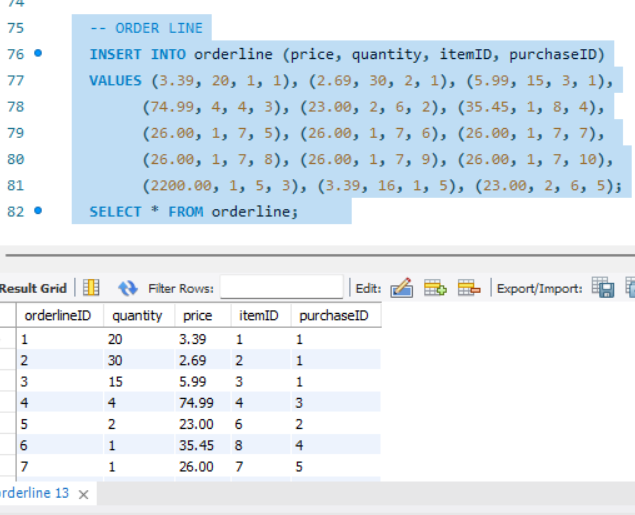 74
75 -- ORDER LINE
76 INSERT INTO orderline (price, quantity, itemID, purchaseID)
77 VALUES (3.39, 20, 1, 1), (2.69, 30, 2, 1), (5.99, 15, 3, 1),
78 (74.99, 4, 4, 3), (23.00, 2, 6, 2), (35.45, 1, 8, 4),
79 (26.00, 1, 7, 5), (26.00, 1, 7, 6), (26.00, 1, 7, 7),
80 (26.00, 1, 7, 8), (26.00, 1, 7, 9), (26.00, 1, 7, 10),
81 (2200.00, 1, 5, 3), (3.39, 16, 1, 5), (23.00, 2, 6, 5);
82 SELECT * FROM orderline;
Result Grid Filter Rows: Edit: Export/Import:
orderlineID quantity price itemID purchaseID
1 20 3.39 1 1
2 30 2.69 2 1
3 15 5.99 3 1
4 4 74.99 4 3
5 2 23.00 6 2
6 1 35.45 8 4
7 1 26.00 7 5
orderline 13 ×